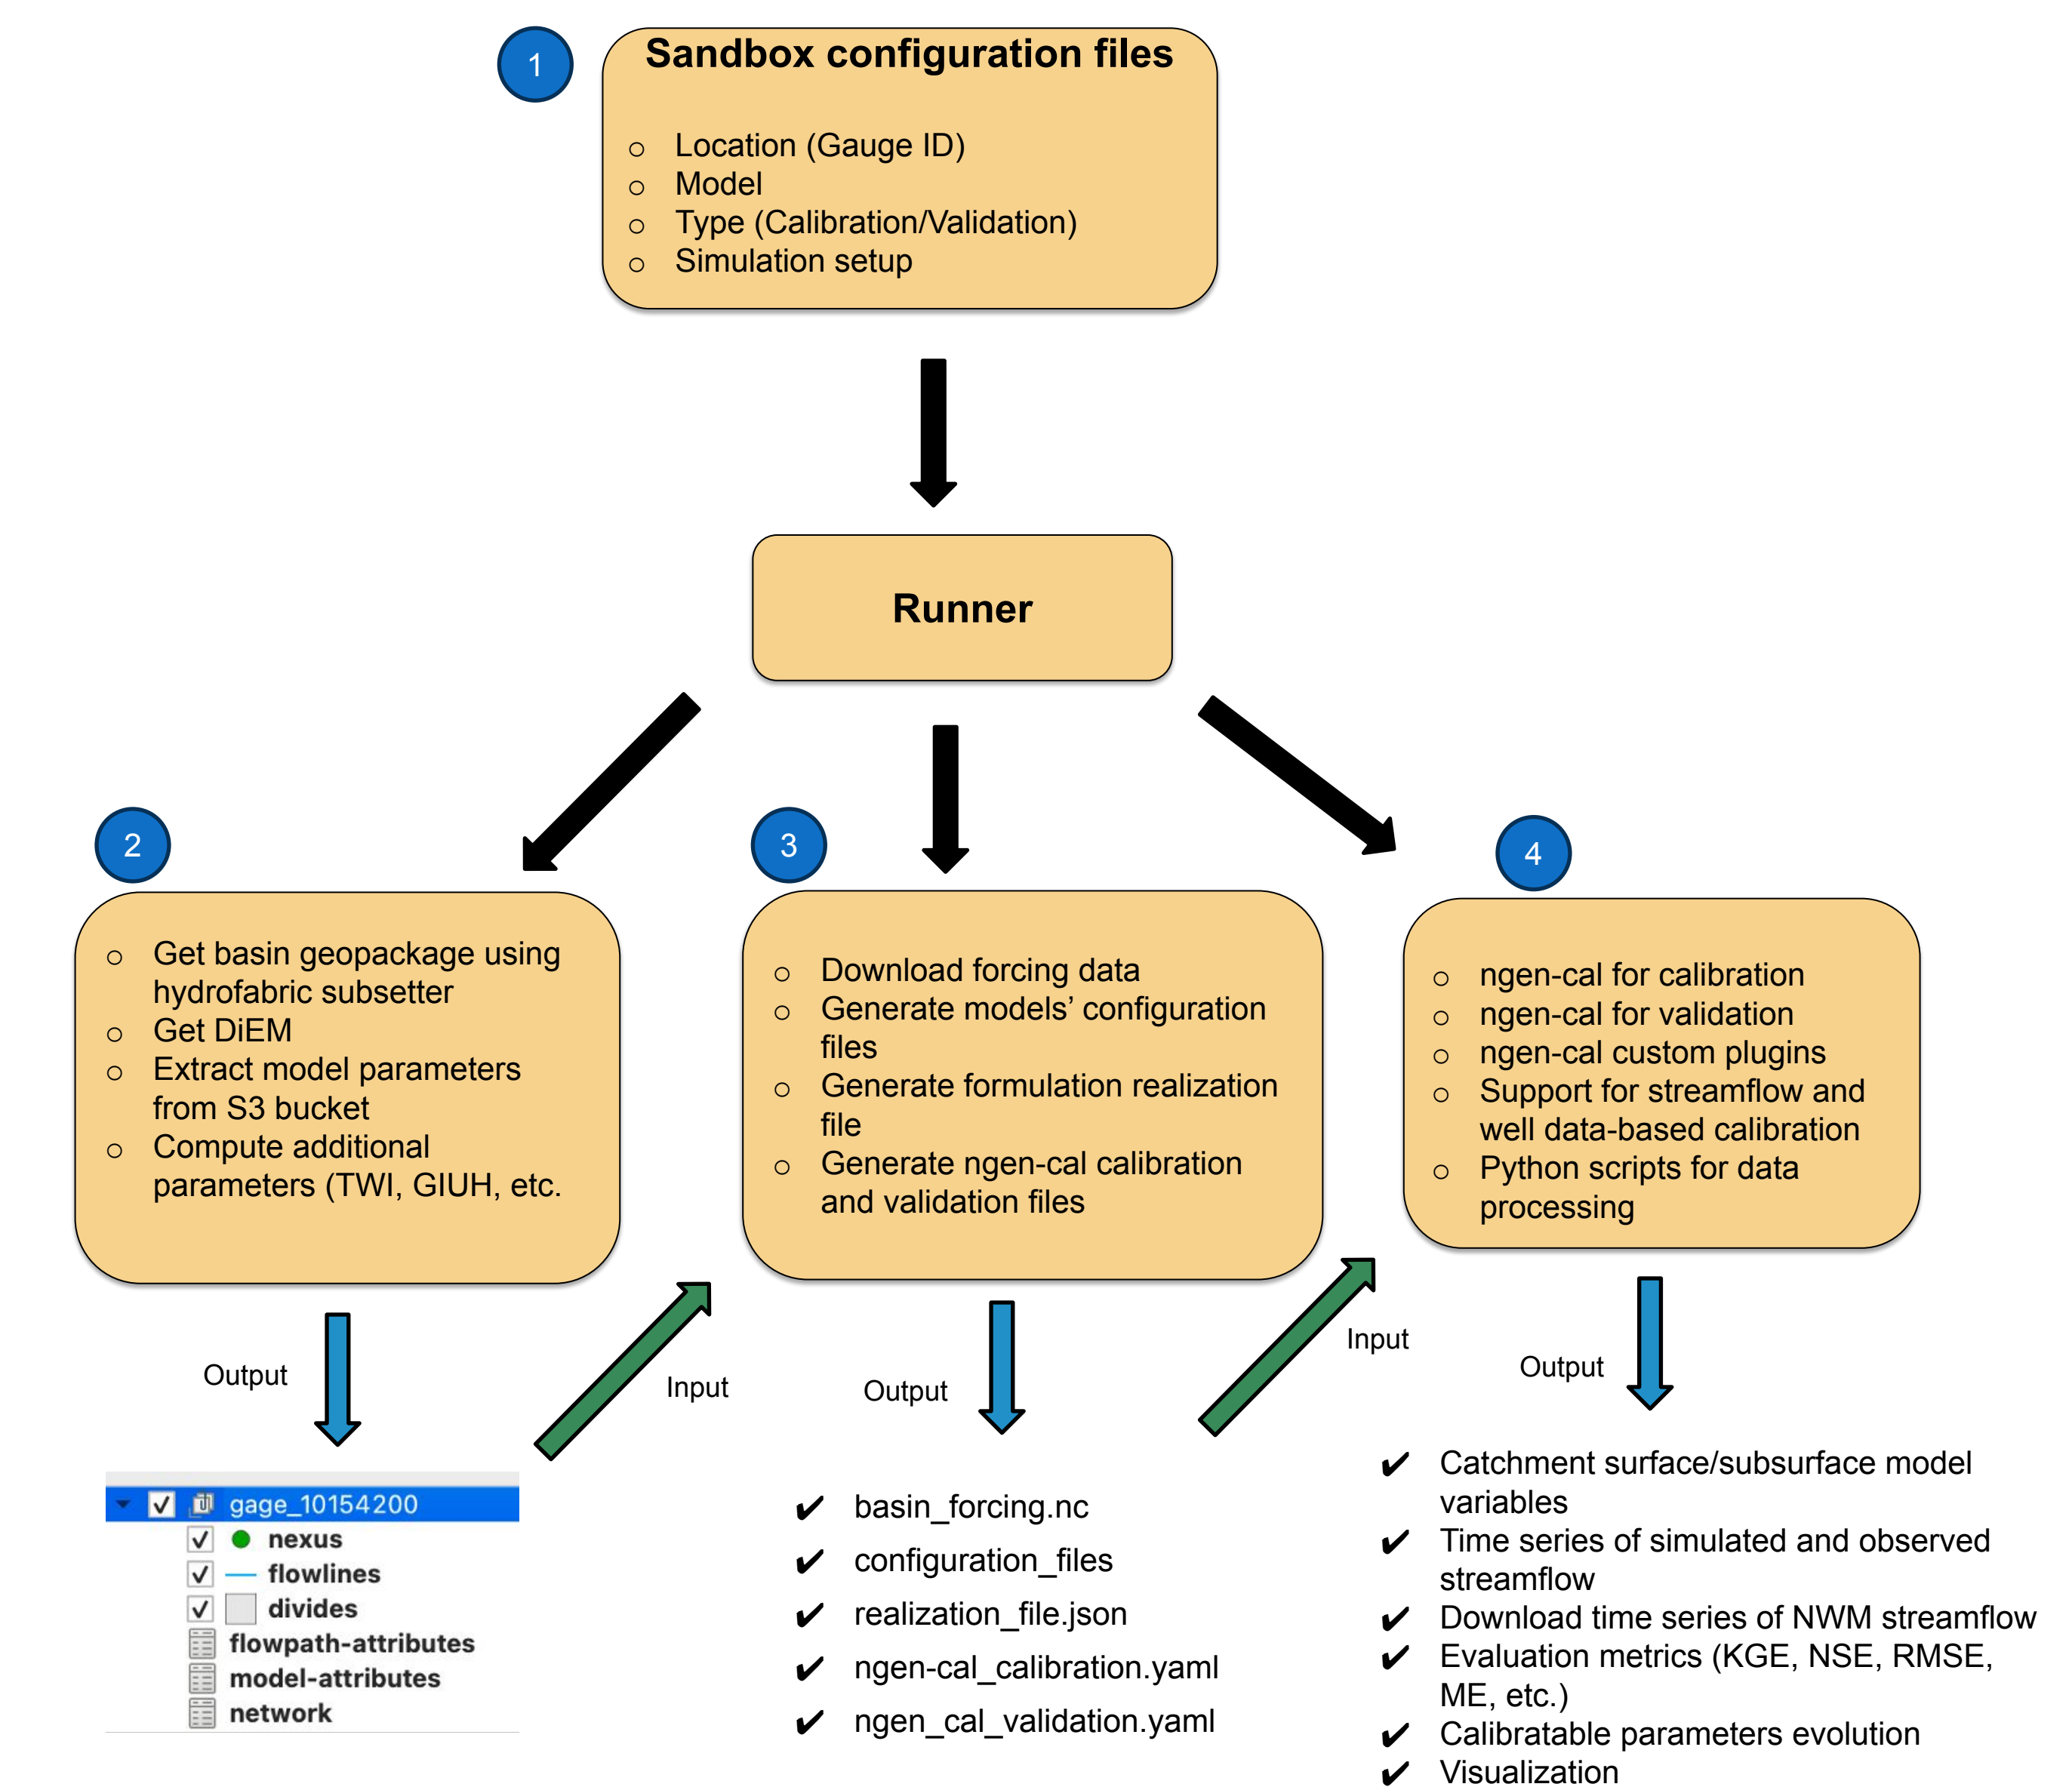 1
Sandbox configuration files
o Location (Gauge ID)
o Model
o Type (Calibration/Validation)
o Simulation setup
Runner
2
o Get basin geopackage using
hydrofabric subsetter
o Get DiEM
o Extract model parameters
from S3 bucket
o Compute additional
parameters (TWI, GIUH, etc.
3
o Download forcing data
o Generate models’ configuration
files
o Generate formulation realization
file
o Generate ngen-cal calibration
and validation files
4
o ngen-cal for calibration
o ngen-cal for validation
o ngen-cal custom plugins
o Support for streamflow and
well data-based calibration
o Python scripts for data
processing
Output
Input
Output
Input
Output
gage_10154200
nexus
flowlines
divides
flowpath-attributes
model-attributes
network
✔ basin_forcing.nc
✔ configuration_files
✔ realization_file.json
✔ ngen-cal_calibration.yaml
✔ ngen_cal_validation.yaml
✔ Catchment surface/subsurface model
variables
✔ Time series of simulated and observed
streamflow
✔ Download time series of NWM streamflow
✔ Evaluation metrics (KGE, NSE, RMSE,
ME, etc.)
✔ Calibratable parameters evolution
✔ Visualization